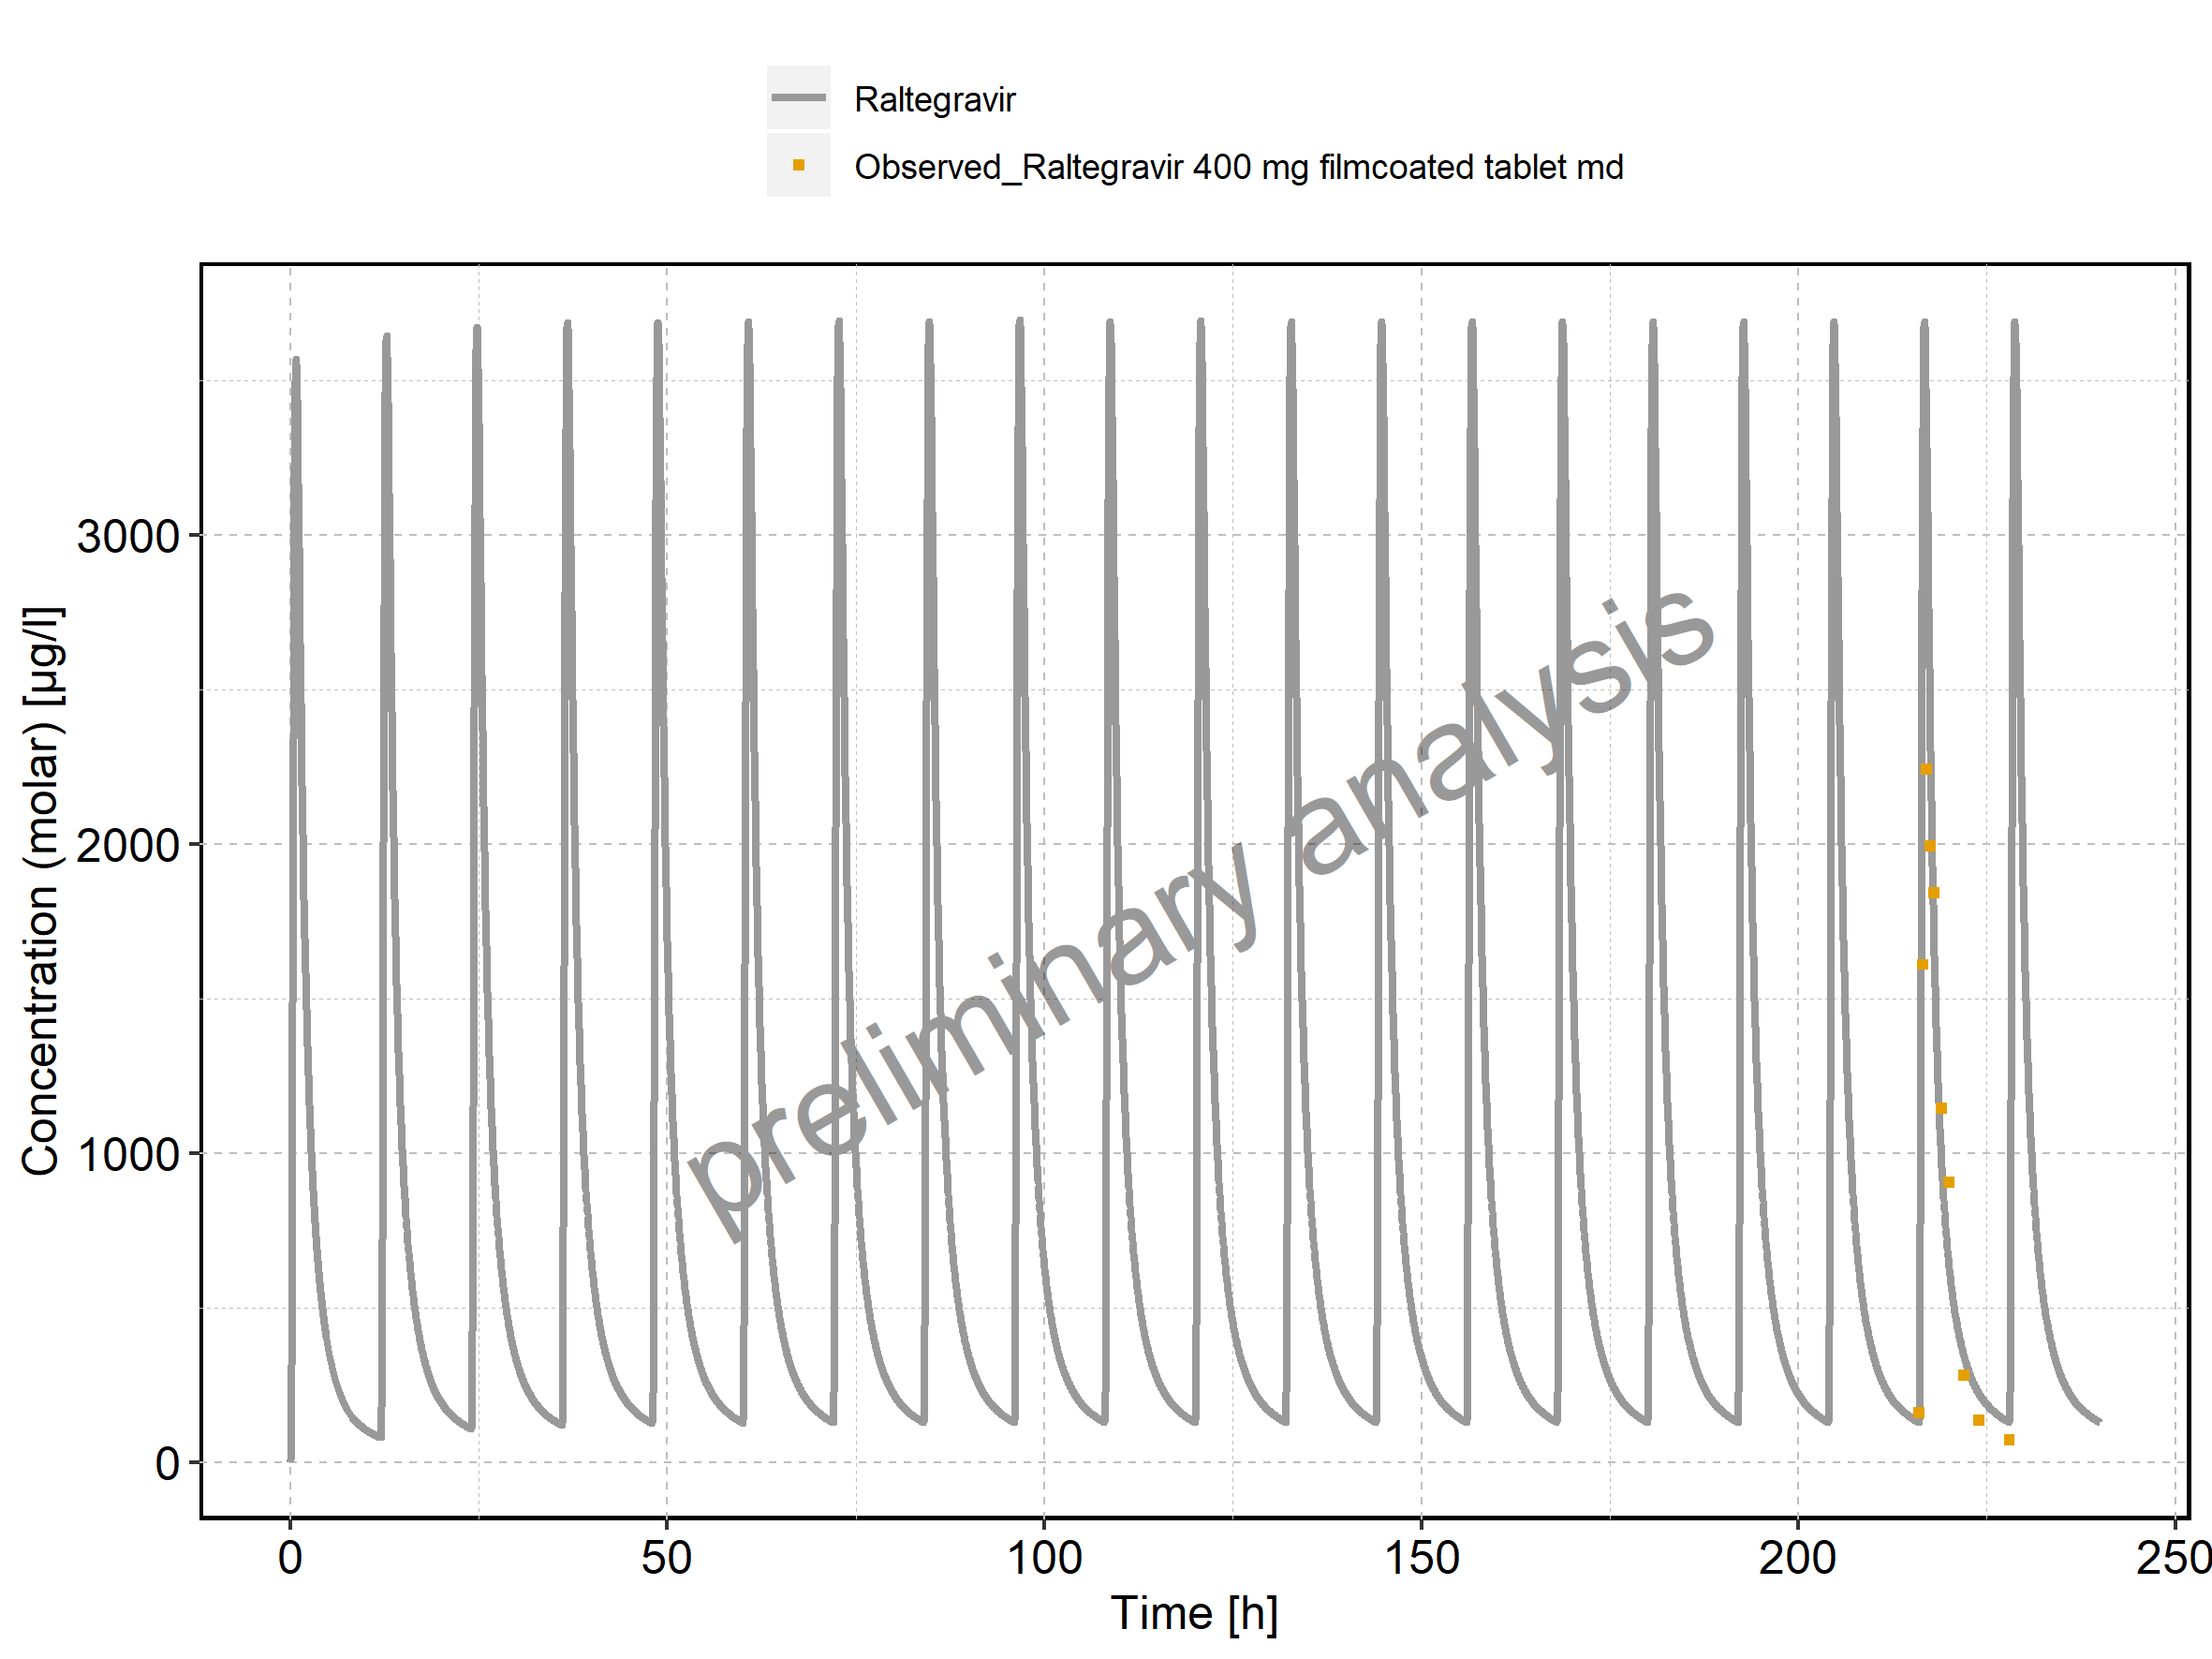 Raltegravir
Observed_Raltegravir 400 mg filmcoated tablet md
Concentration (molar) [µg/l]
3000
2000
1000
0
preliminary analysis
0 50 100 150 200 250
Time [h]